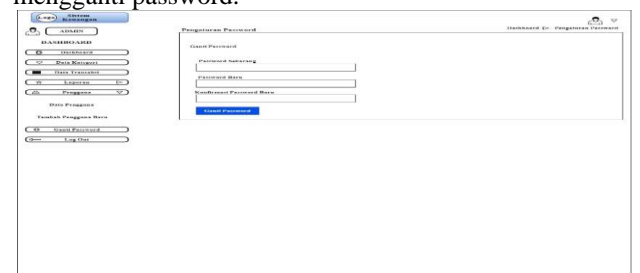 mengganti password.
Logo
Sistem
Keuangan
ADMIN
DASHBOARD
Dashboard
Data Kategori
Data Transaksi
Laporan
Pengguna
Data Pengguna
Tambah Pengguna Baru
Ganti Password
Log Out
Pengaturan Password
Dashboard
Pengaturan Password
Ganti Password
Password Sekarang
Password Baru
Konfirmasi Password Baru
Ganti Password